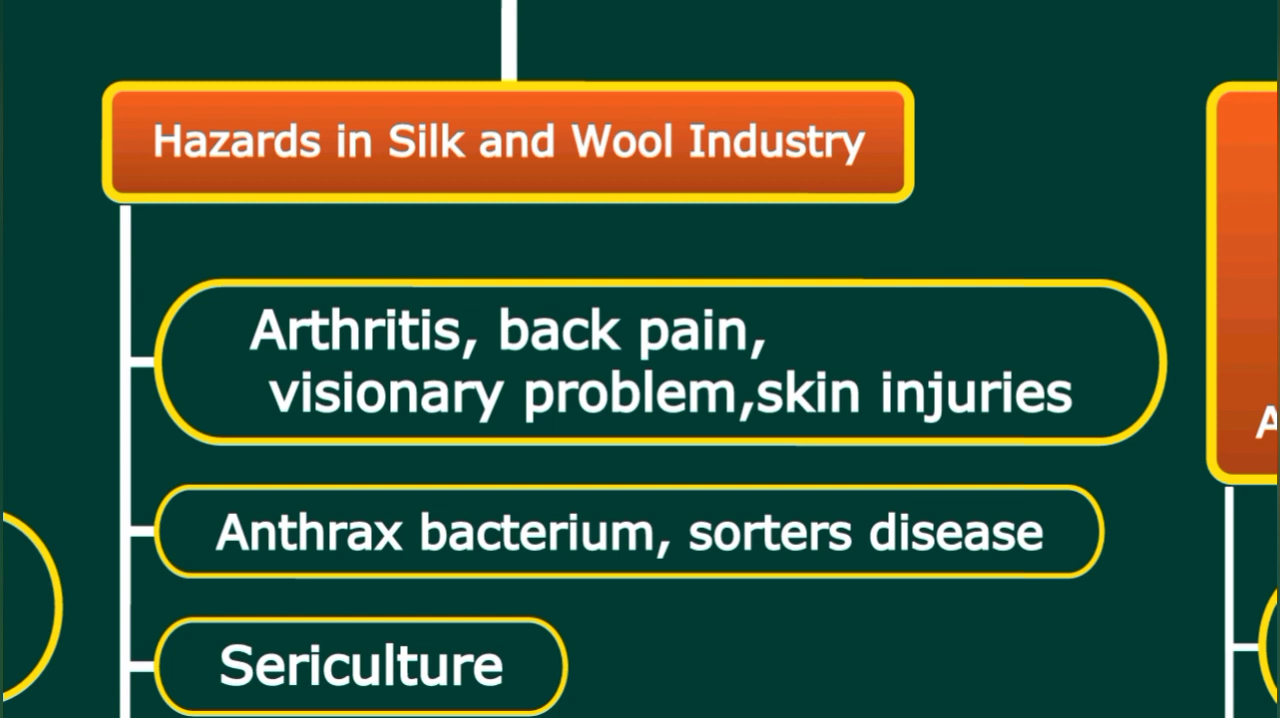 Hazards in Silk and Wool Industry
Arthritis, back pain,
visionary problem,skin injuries
Anthrax bacterium, sorters disease
Sericulture